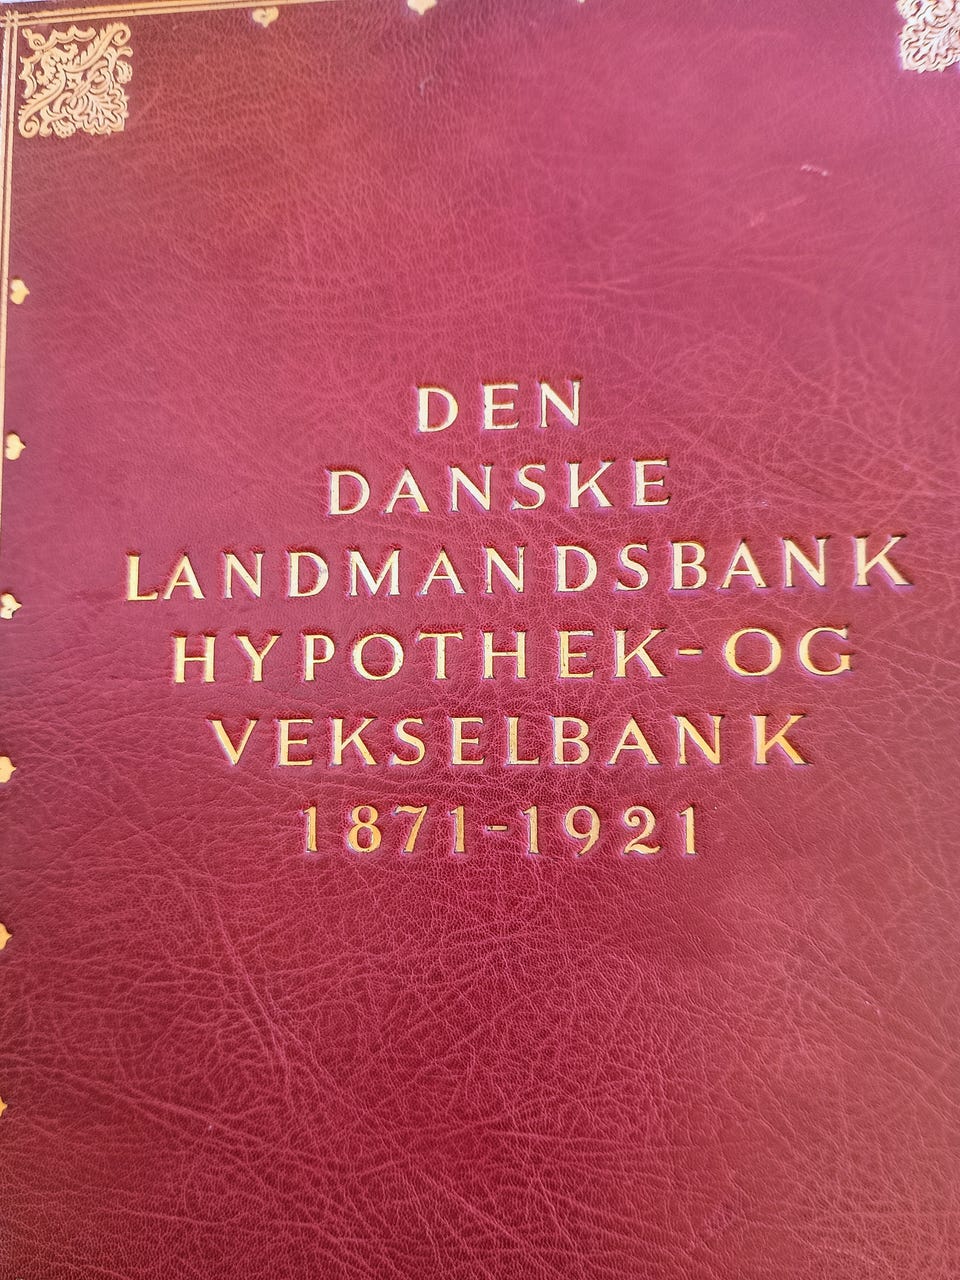 DEN
DANSKE
LANDMANDSBANK
HYPOTHEK-OG
VEKSELBANK
1871-1921